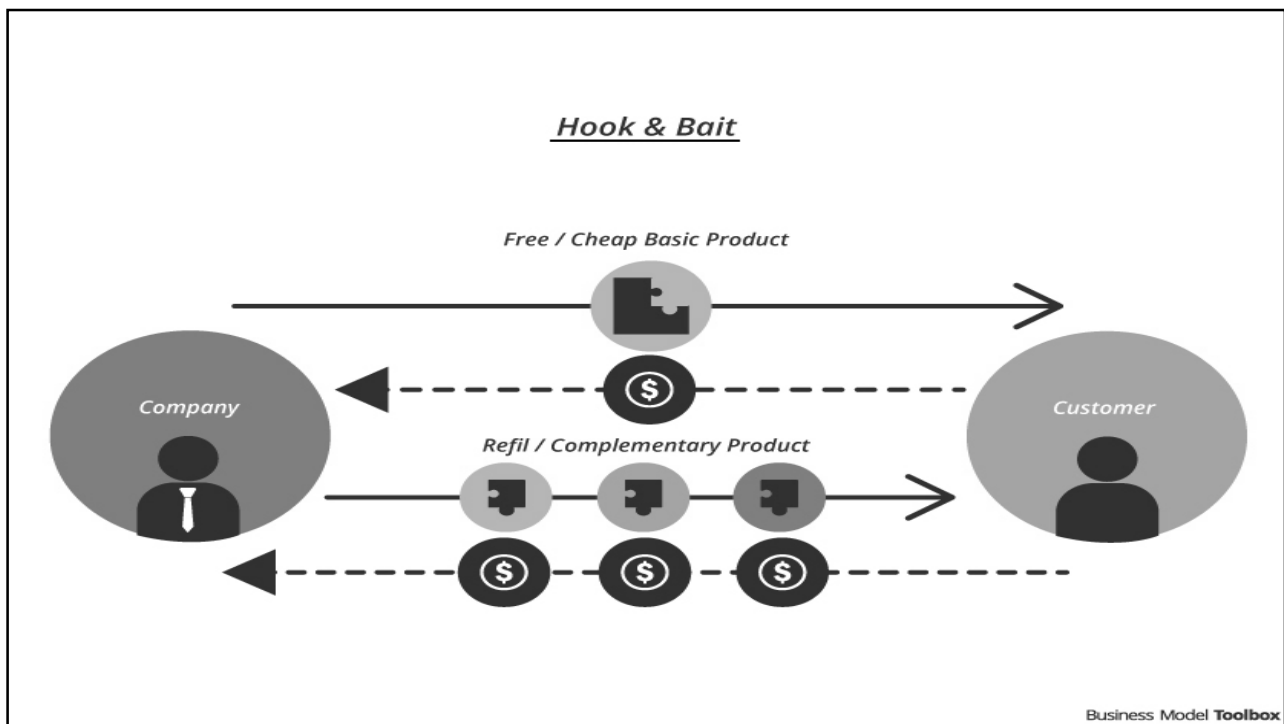 Hook & Bait
Free / Cheap Basic Product
$
Company
Customer
Refil / Complementary Product
$ $ $
Business Model Toolbox